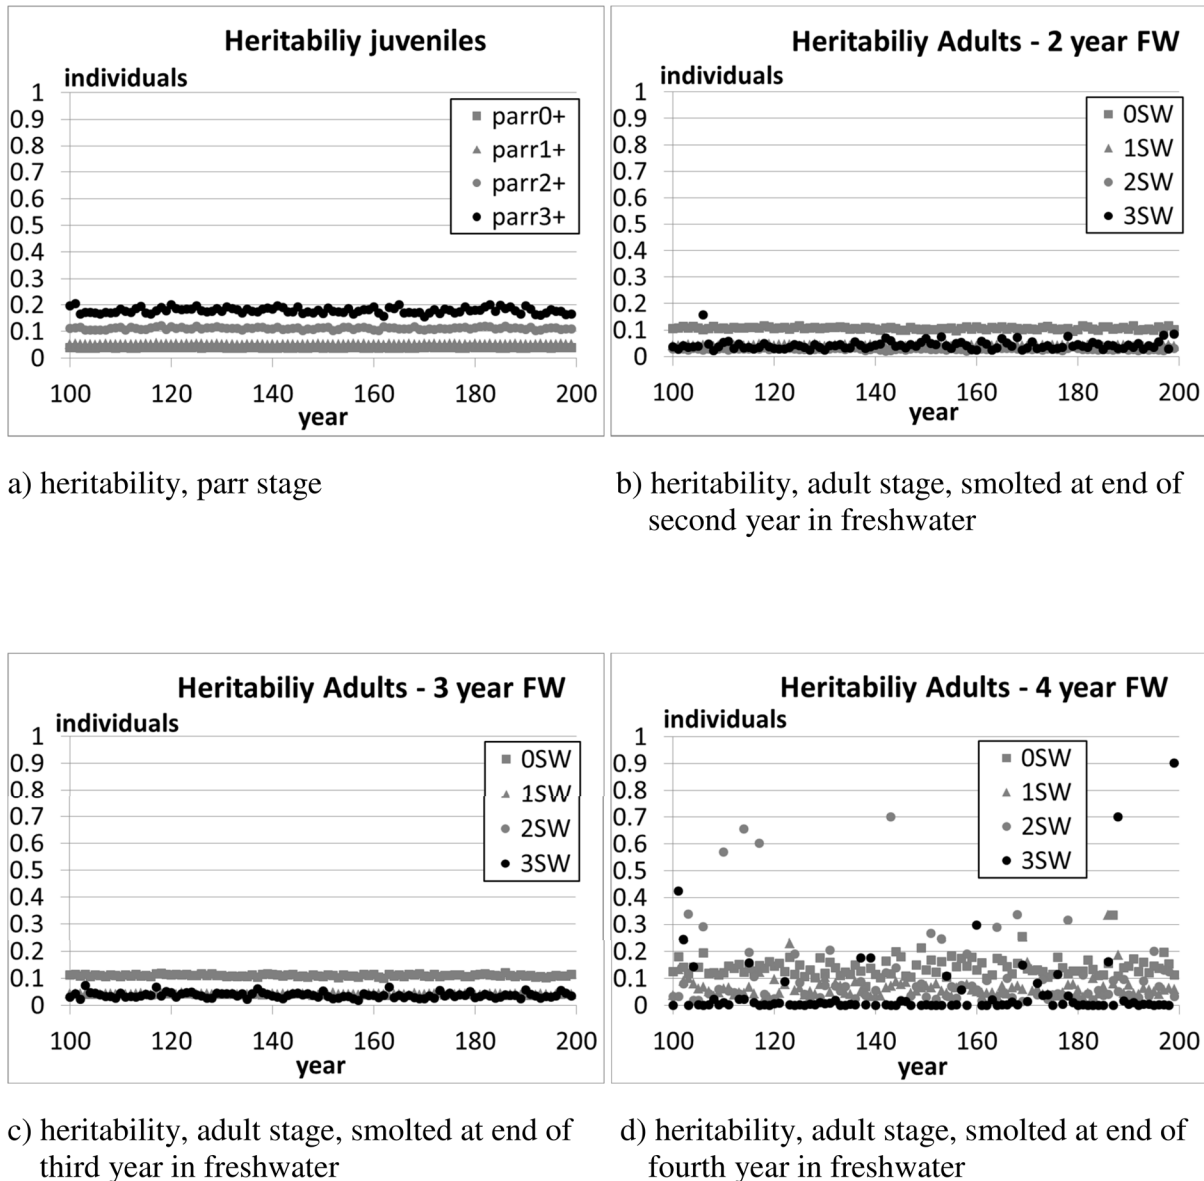 Heritabiliy juveniles
individuals
1
0.9
0.8
0.7
0.6
0.5
0.4
0.3
0.2
0.1
0
parr0+
parr1+
parr2+
parr3+
100 120 140 160 180 200
year
a) heritability, parr stage
Heritabiliy Adults - 2 year FW
individuals
1
0.9
0.8
0.7
0.6
0.5
0.4
0.3
0.2
0.1
0
0SW
1SW
2SW
3SW
100 120 140 160 180 200
year
b) heritability, adult stage, smolted at end of
second year in freshwater
Heritabiliy Adults - 3 year FW
individuals
1
0.9
0.8
0.7
0.6
0.5
0.4
0.3
0.2
0.1
0
0SW
1SW
2SW
3SW
100 120 140 160 180 200
year
c) heritability, adult stage, smolted at end of
third year in freshwater
Heritabiliy Adults - 4 year FW
individuals
1
0.9
0.8
0.7
0.6
0.5
0.4
0.3
0.2
0.1
0
0SW
1SW
2SW
3SW
100 120 140 160 180 200
year
d) heritability, adult stage, smolted at end of
fourth year in freshwater